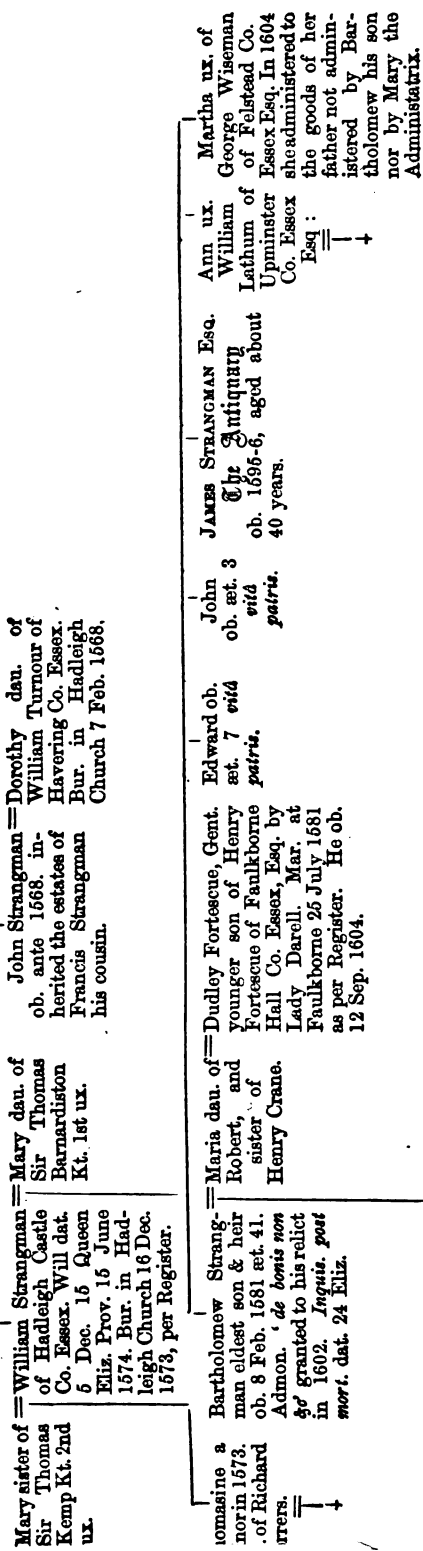 Mary sister of
Sir Thomas
Kemp Kt. 2nd
ux.
=William Strangman=
of Hadleigh Castle
Co. Essex. Will dat.
5 Dec. 15 Queen
Eliz. Prov. 15 June
1574. Bur. in Had-
leigh Church 16 Dec.
1573, per Register.
Mary dau. of
Sir Thomas
Barnardiston
Kt. 1st ux.
John Strangman=
ob. ante 1568. in-
herited the estates of
Francis Strangman
his cousin.
Dorothy dau. of
William Turnour of
Havering Co. Essex.
Bur. in Hadleigh
Church 7 Feb. 1568.
omasine a
nor in 1573.
. of Richard
rrers.
Bartholomew Strang-
man eldest son & heir
ob. 8 Feb. 1581 æt. 41.
Admon. ‘ de bonis non
&c’ granted to his relict
in 1602. Inquis. post
mort. dat. 24 Eliz.
=Maria dau. of=
Robert, and
sister of
Henry Crane.
Dudley Fortescue, Gent.
younger son of Henry
Fortescue of Faulkborne
Hall Co. Essex, Esq. by
Lady Darell. Mar. at
Faulkborne 25 July 1581
as per Register. He ob.
12 Sep. 1604.
Edward ob.
æt. 7 vitâ
patris.
John
ob. æt. 3
vitâ
patris.
JAMES STRANGMAN ESQ.
The Antiquary
ob. 1595-6, aged about
40 years.
Ann ux.
William
Lathum of
Upminster
Co. Essex
Esq :
Martha ux. of
George Wiseman
of Felstead Co.
Essex Esq. In 1604
she administered to
the goods of her
father not admin-
istered by Bar-
tholomew his son
nor by Mary the
Administatrix.